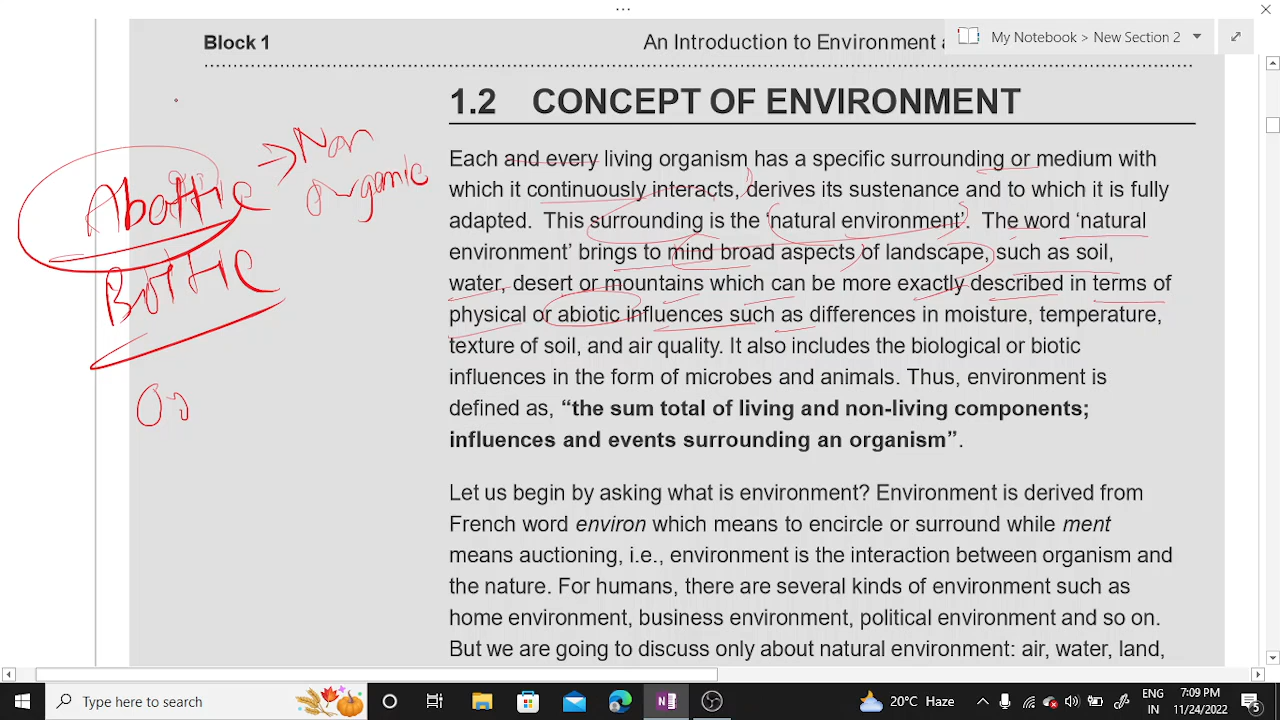 Block 1
An Introduction to Environment
My Notebook > New Section 2
1.2 CONCEPT OF ENVIRONMENT
Each and every living organism has a specific surrounding or medium with
which it continuously interacts, derives its sustenance and to which it is fully
adapted. This surrounding is the ‘natural environment’. The word ‘natural
environment’ brings to mind broad aspects of landscape, such as soil,
water, desert or mountains which can be more exactly described in terms of
physical or abiotic influences such as differences in moisture, temperature,
texture of soil, and air quality. It also includes the biological or biotic
influences in the form of microbes and animals. Thus, environment is
defined as, “the sum total of living and non-living components;
influences and events surrounding an organism”.
Let us begin by asking what is environment? Environment is derived from
French word environ which means to encircle or surround while ment
means auctioning, i.e., environment is the interaction between organism and
the nature. For humans, there are several kinds of environment such as
home environment, business environment, political environment and so on.
But we are going to discuss only about natural environment: air, water, land,
Non
organic
Type here to search
20°C Haze
ENG
IN
7:09 PM
11/24/2022
5